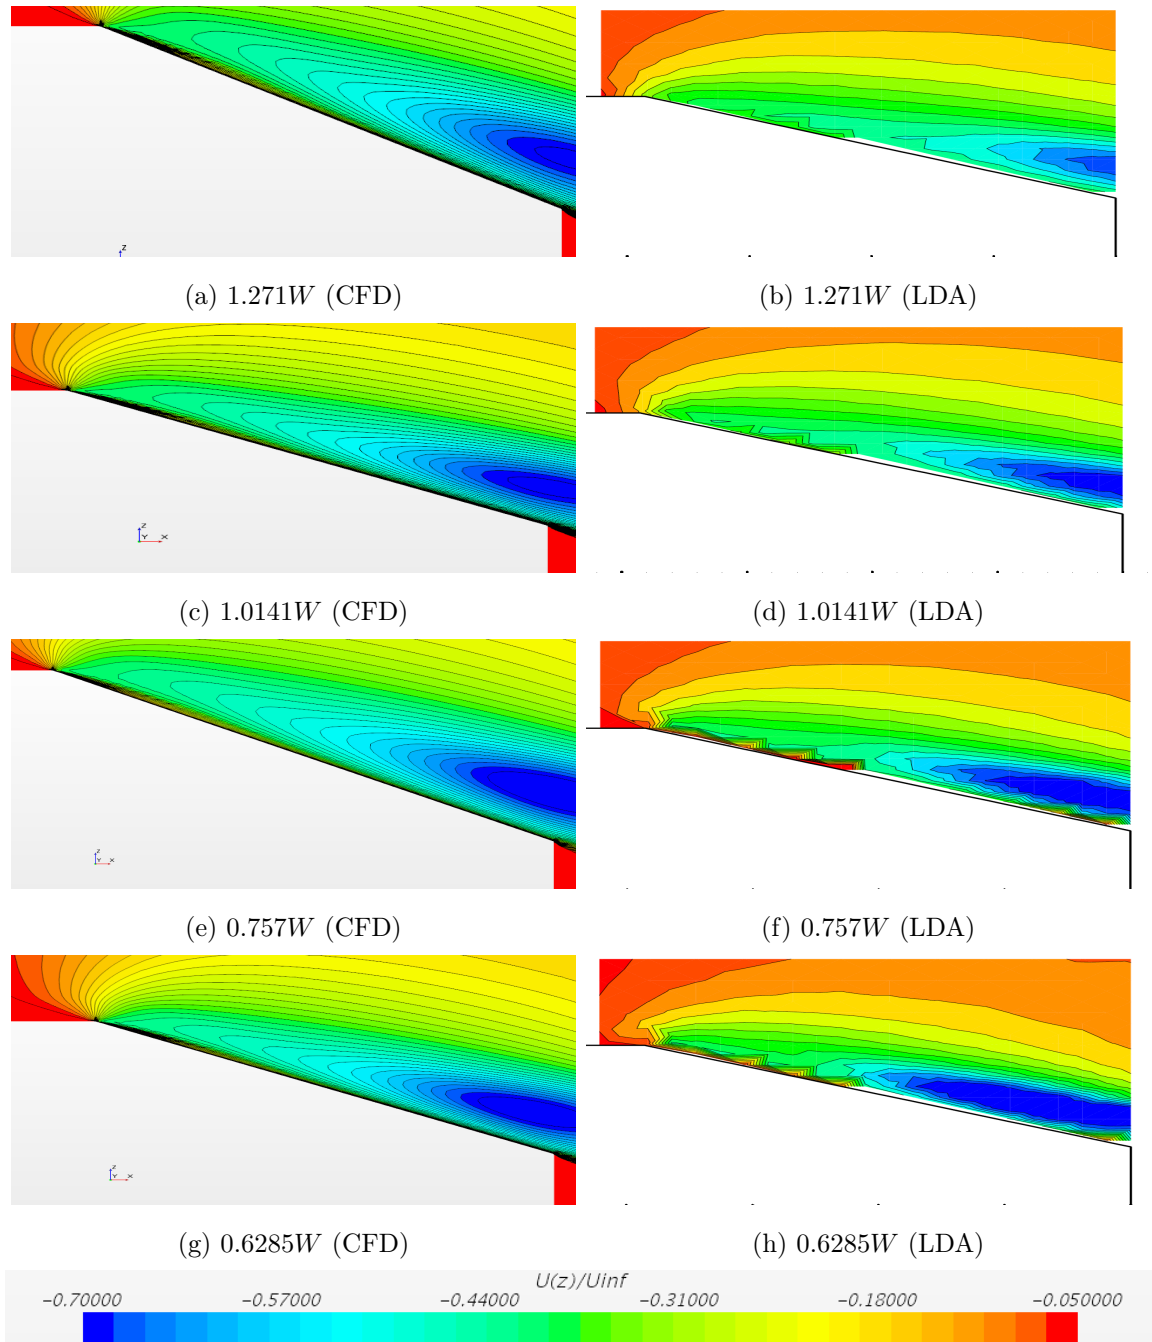 Z
(a) 1.271W (CFD)
(b) 1.271W (LDA)
Z
Y X
(c) 1.0141W (CFD)
(d) 1.0141W (LDA)
Z
Y X
(e) 0.757W (CFD)
(f) 0.757W (LDA)
Z
Y X
(g) 0.6285W (CFD)
(h) 0.6285W (LDA)
U(z)/Uinf
-0.70000 -0.57000 -0.44000 -0.31000 -0.18000 -0.050000